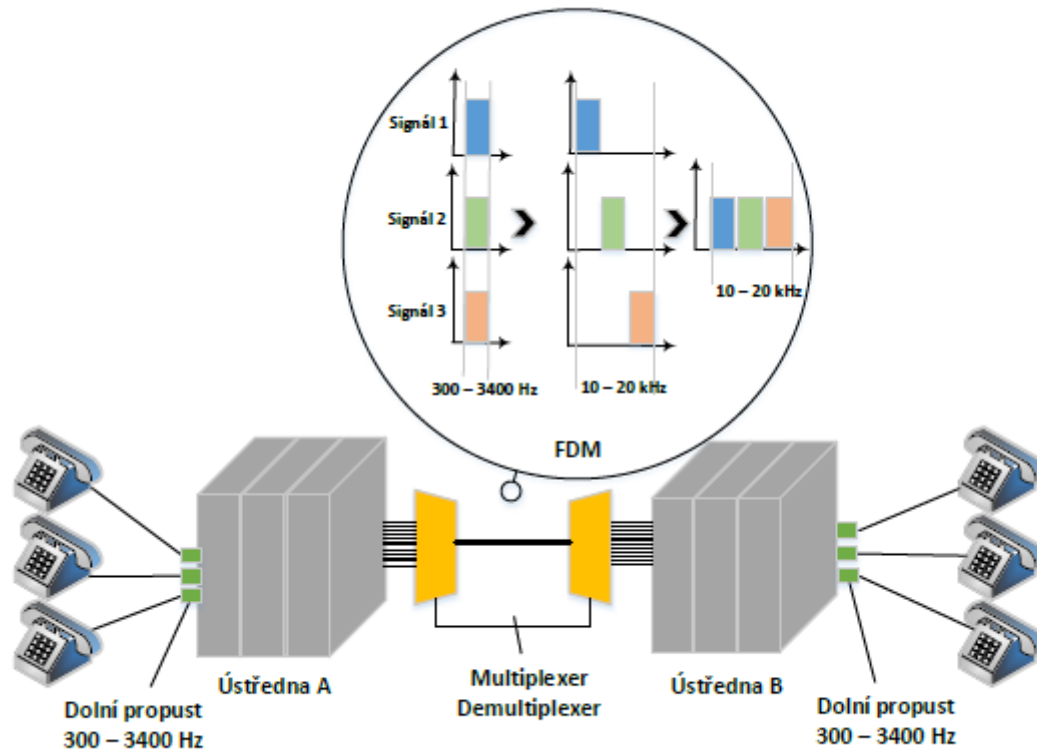 Signál 1
Signál 2
Signál 3
10 – 20 kHz
300 – 3400 Hz
10 – 20 kHz
FDM
Ústředna A
Multiplexer
Demultiplexer
Ústředna B
Dolní propust
300 – 3400 Hz
Dolní propust
300 – 3400 Hz